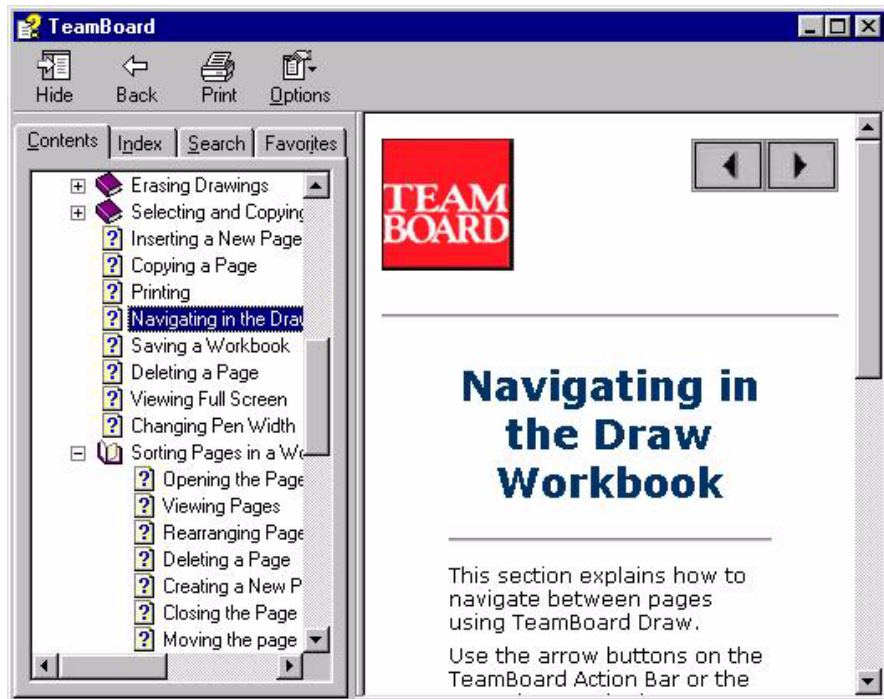 TeamBoard
Hide Back Print Options
Contents Index Search Favorites
Erasing Drawings
Selecting and Copying
Inserting a New Page
Copying a Page
Printing
Navigating in the Draw
Saving a Workbook
Deleting a Page
Viewing Full Screen
Changing Pen Width
Sorting Pages in a Wo
Opening the Page
Viewing Pages
Rearranging Page
Deleting a Page
Creating a New P
Closing the Page
Moving the page
TEAM
BOARD
Navigating in
the Draw
Workbook
This section explains how to
navigate between pages
using TeamBoard Draw.
Use the arrow buttons on the
TeamBoard Action Bar or the